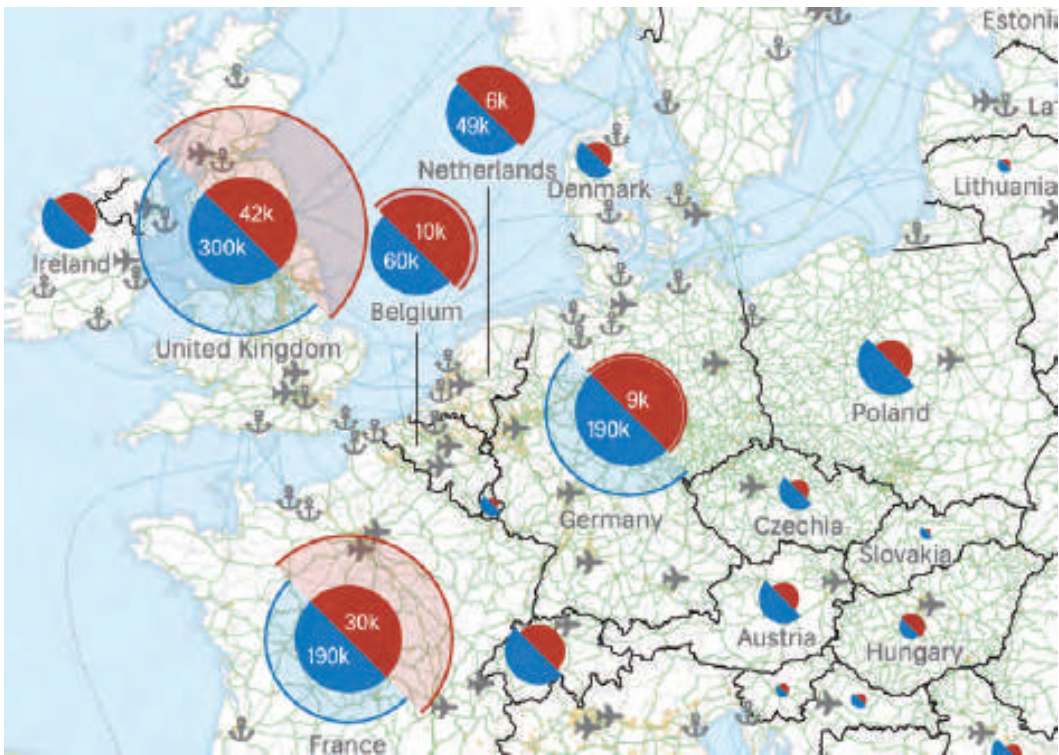 Estonia
La
6k
49k
Netherlands
Denmark
Lithuania
42k
300k
10k
60k
Ireland
Belgium
United Kingdom
Poland
9k
190k
Germany
Czechia
Slovakia
30k
190k
Austria
Hungary
France